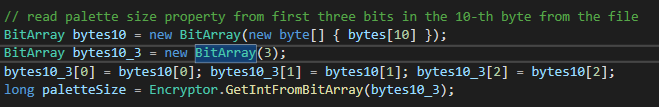 // read palette size property from first three bits in the 10-th byte from the file
BitArray bytes10 = new BitArray(new byte[] { bytes[10] });
BitArray bytes10_3 = new BitArray(3);
bytes10_3[0] = bytes10[0]; bytes10_3[1] = bytes10[1]; bytes10_3[2] = bytes10[2];
long paletteSize = Encryptor.GetIntFromBitArray(bytes10_3);